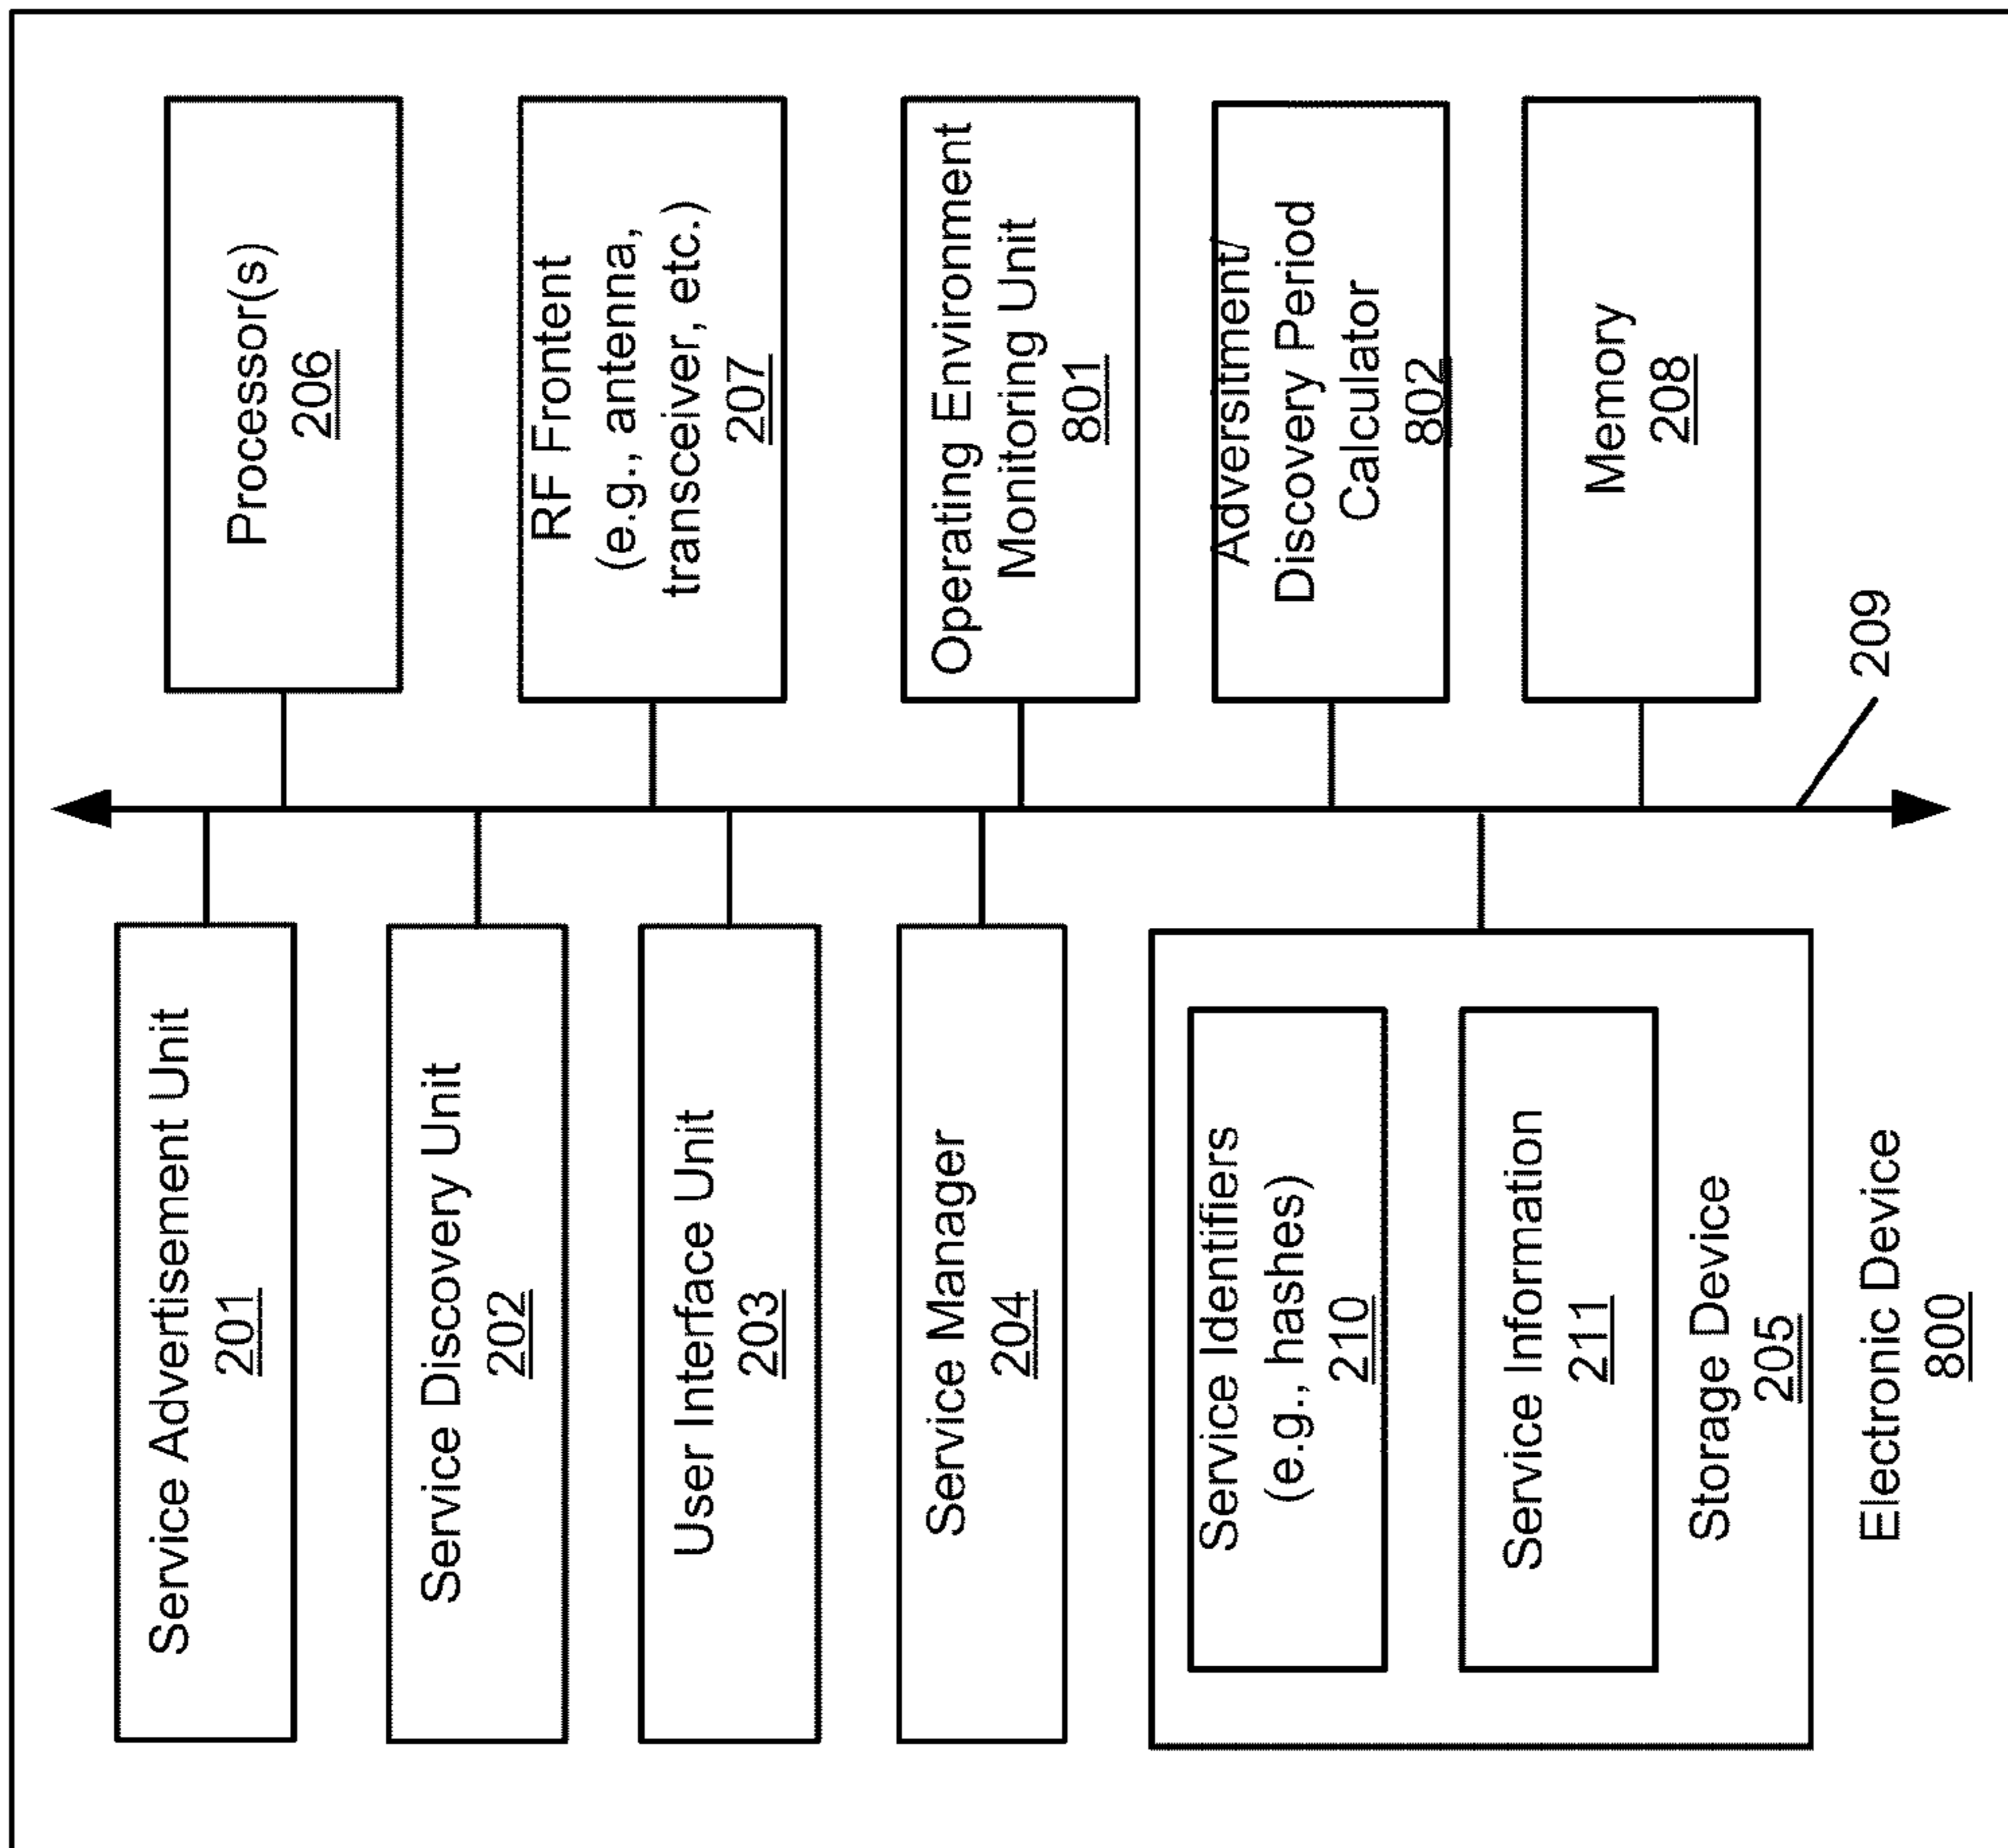 Service Advertisement Unit
201
Service Discovery Unit
202
User Interface Unit
203
Service Manager
204
Service Identifiers
(e.g., hashes)
210
Service Information
211
Storage Device
205
Electronic Device
800
Processor(s)
206
RF Frontent
(e.g., antenna,
transceiver, etc.)
207
Operating Environment
Monitoring Unit
801
Adversitment/
Discovery Period
Calculator
802
Memory
208
209